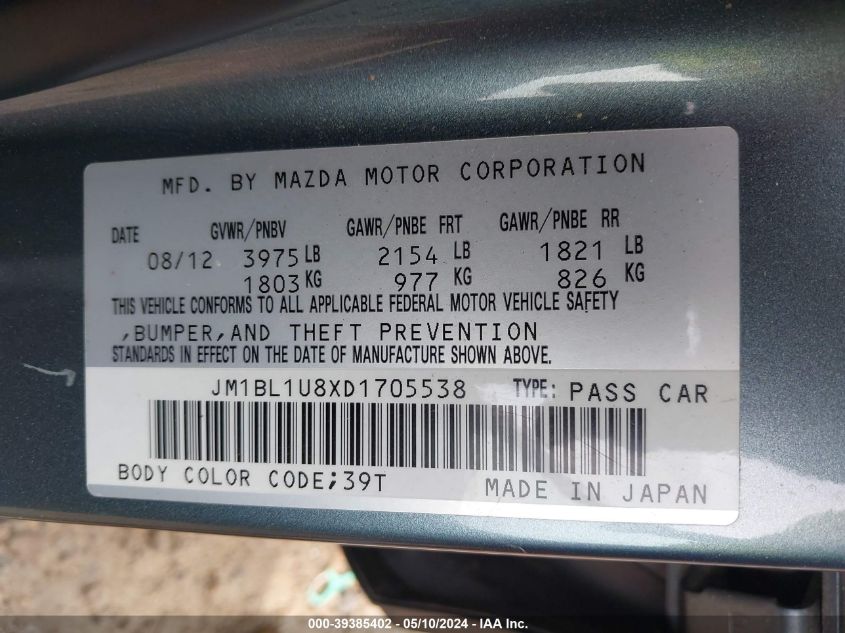 MFD. BY MAZDA MOTOR CORPORATION
DATE GVWR/PNBV GAWR/PNBE FRT GAWR/PNBE RR
08/12 3975 LB 2154 LB 1821 LB
1803 KG 977 KG 826 KG
THIS VEHICLE CONFORMS TO ALL APPLICABLE FEDERAL MOTOR VEHICLE SAFETY
,BUMPER,AND THEFT PREVENTION
STANDARDS IN EFFECT ON THE DATE OF MANUFACTURE SHOWN ABOVE.
JM1BL1U8XD1705538 TYPE: PASS CAR
BODY COLOR CODE;39T MADE IN JAPAN
000-39385402 - 05/10/2024 - IAA Inc.